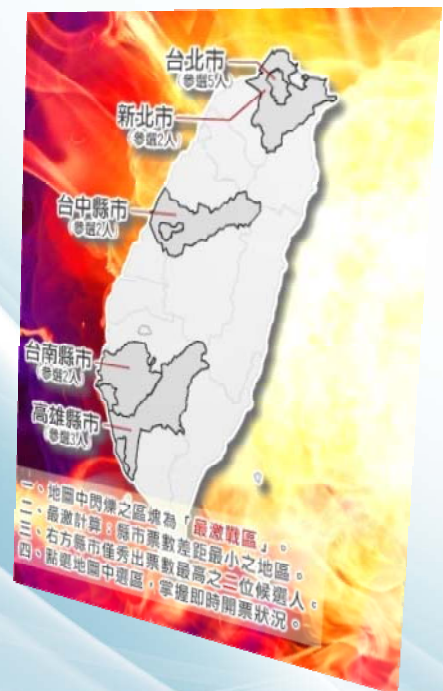 台北市
(參選5人)
新北市
(參選2人)
台中縣市
(參選2人)
台南縣市
參選2人
高雄縣市
參選3人
一、地圖中閃爍之區塊為「最激戰區」。
二、最激計算:縣市票數差距最小之地區。
三、右方縣市僅秀出票數最高之二位候選人。
四、點選地圖中選區,掌握即時開票狀況。